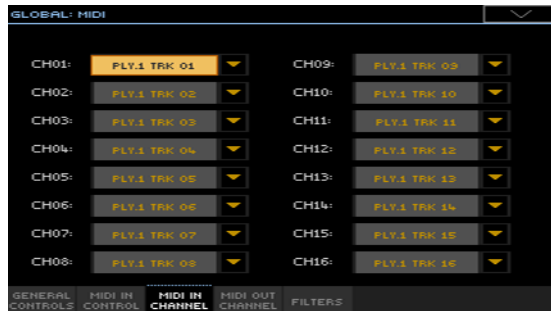 GLOBAL: MIDI
CH01: PLY.1 TRK 01 CH09: PLY.1 TRK 09
CH02: PLY.1 TRK 02 CH10: PLY.1 TRK 10
CH03: PLY.1 TRK 03 CH11: PLY.1 TRK 11
CH04: PLY.1 TRK 04 CH12: PLY.1 TRK 12
CH05: PLY.1 TRK 05 CH13: PLY.1 TRK 13
CH06: PLY.1 TRK 06 CH14: PLY.1 TRK 14
CH07: PLY.1 TRK 07 CH15: PLY.1 TRK 15
CH08: PLY.1 TRK 08 CH16: PLY.1 TRK 16
GENERAL CONTROLS
MIDI IN CONTROL
MIDI IN CHANNEL
MIDI OUT CHANNEL
FILTERS